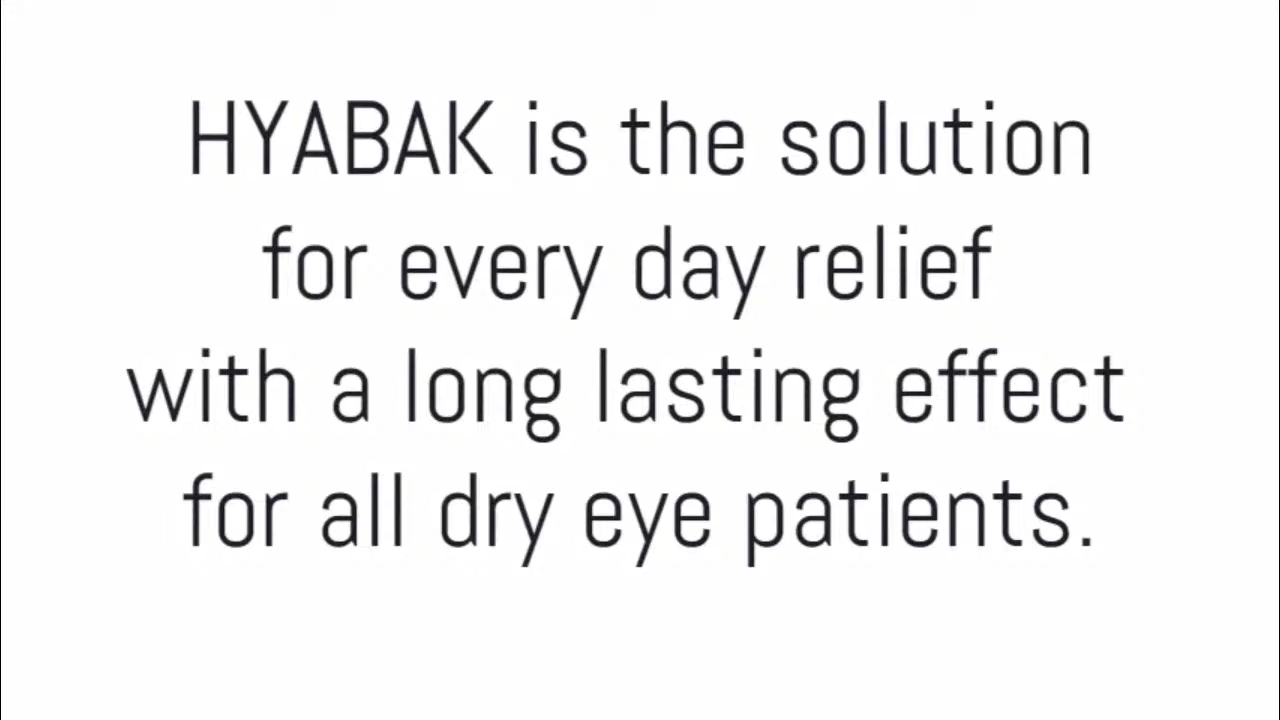 HYABAK is the solution
for every day relief
with a long lasting effect
for all dry eye patients.